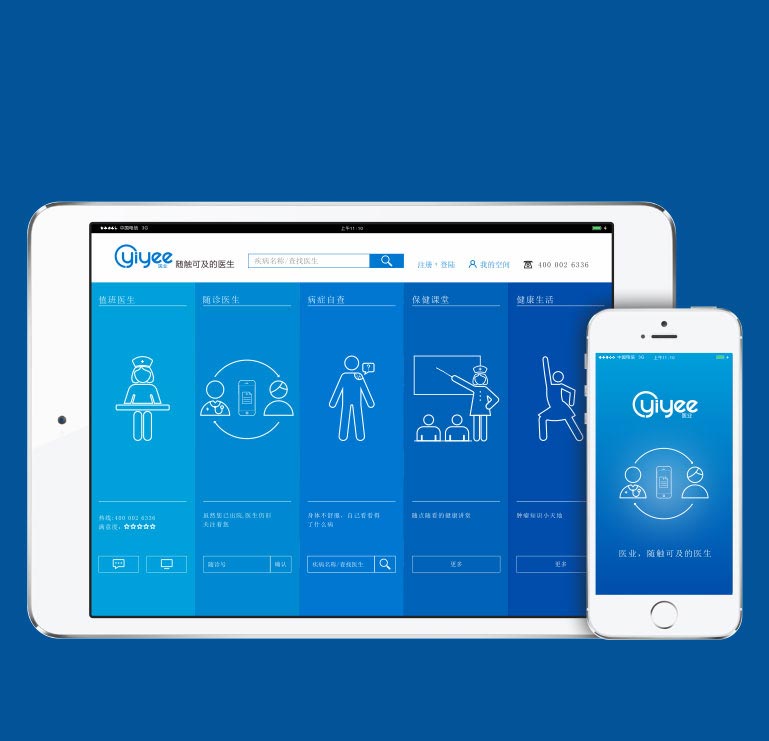 中国电信 3G
上午11:10
yiyee
医业
随触可及的医生
疾病名称/查找医生
注册·登陆
我的空间
400 002 6336
值班医生
随诊医生
病症自查
保健课堂
健康生活
?
热线:400 002 6336
满意度:
虽然您已出院,医生仍旧
关注着您
身体不舒服,自己看看得
了什么病
随点随看的健康讲堂
肿瘤知识小天地
随诊号
确认
疾病名称/查找医生
更多
更多
中国电信 3G
上午11:10
yiyee
医业
医业,随触可及的医生